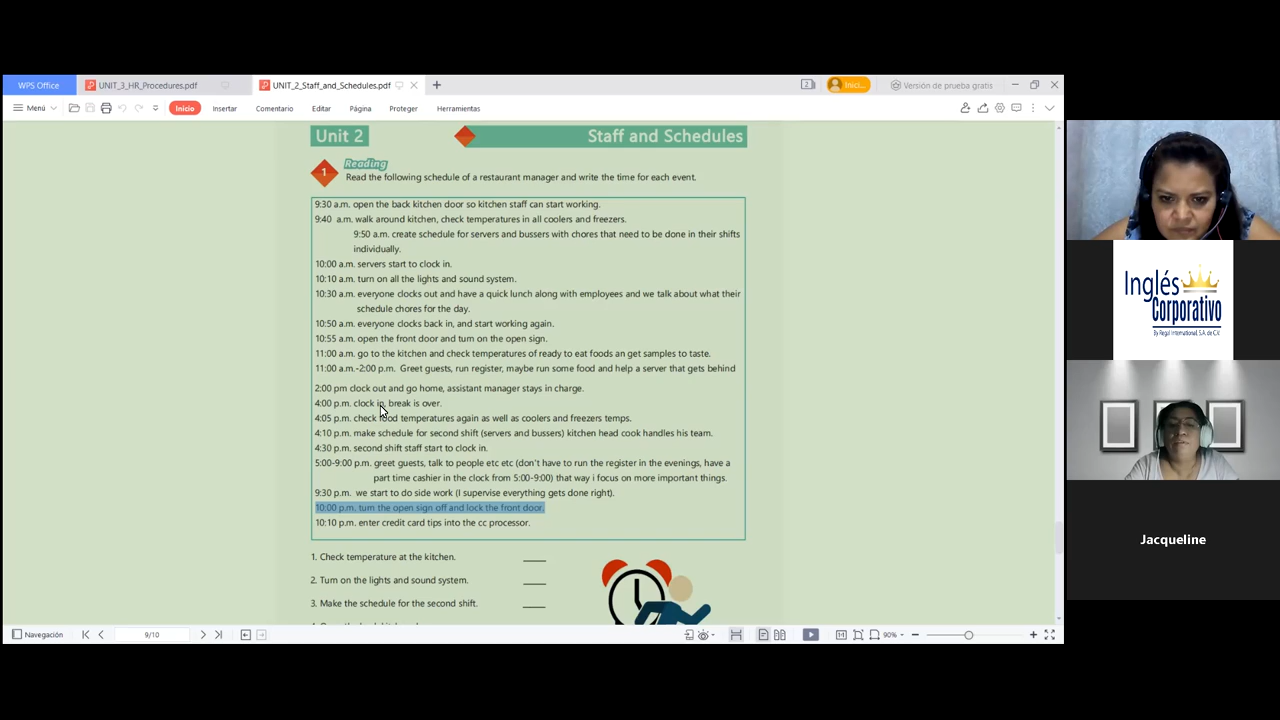 WPS Office
UNIT_3_HR_Procedures.pdf
UNIT_2_Staff_and_Schedules.pdf
2
Inici...
Versión de prueba gratis
Menú
Inicio
Insertar
Comentario
Editar
Página
Proteger
Herramientas
Unit 2
Staff and Schedules
1
Reading
Read the following schedule of a restaurant manager and write the time for each event.
9:30 a.m. open the back kitchen door so kitchen staff can start working.
9:40 a.m. walk around kitchen, check temperatures in all coolers and freezers.
9:50 a.m. create schedule for servers and bussers with chores that need to be done in their shifts
individually.
10:00 a.m. servers start to clock in.
10:10 a.m. turn on all the lights and sound system.
10:30 a.m. everyone clocks out and have a quick lunch along with employees and we talk about what their
schedule chores for the day.
10:50 a.m. everyone clocks back in, and start working again.
10:55 a.m. open the front door and turn on the open sign.
11:00 a.m. go to the kitchen and check temperatures of ready to eat foods an get samples to taste.
11:00 a.m.-2:00 p.m. Greet guests, run register, maybe run some food and help a server that gets behind
2:00 pm clock out and go home, assistant manager stays in charge.
4:00 p.m. clock in, break is over.
4:05 p.m. check food temperatures again as well as coolers and freezers temps.
4:10 p.m. make schedule for second shift (servers and bussers) kitchen head cook handles his team.
4:30 p.m. second shift staff start to clock in.
5:00-9:00 p.m. greet guests, talk to people etc etc (don't have to run the register in the evenings, have a
part time cashier in the clock from 5:00-9:00) that way i focus on more important things.
9:30 p.m. we start to do side work (I supervise everything gets done right).
10:00 p.m. turn the open sign off and lock the front door.
10:10 p.m. enter credit card tips into the cc processor.
1. Check temperature at the kitchen. ____
2. Turn on the lights and sound system. ____
3. Make the schedule for the second shift. ____
Navegación
9/10
90%
Inglés
Corporativo
By Regal International, S.A. de C.V.
Jacqueline